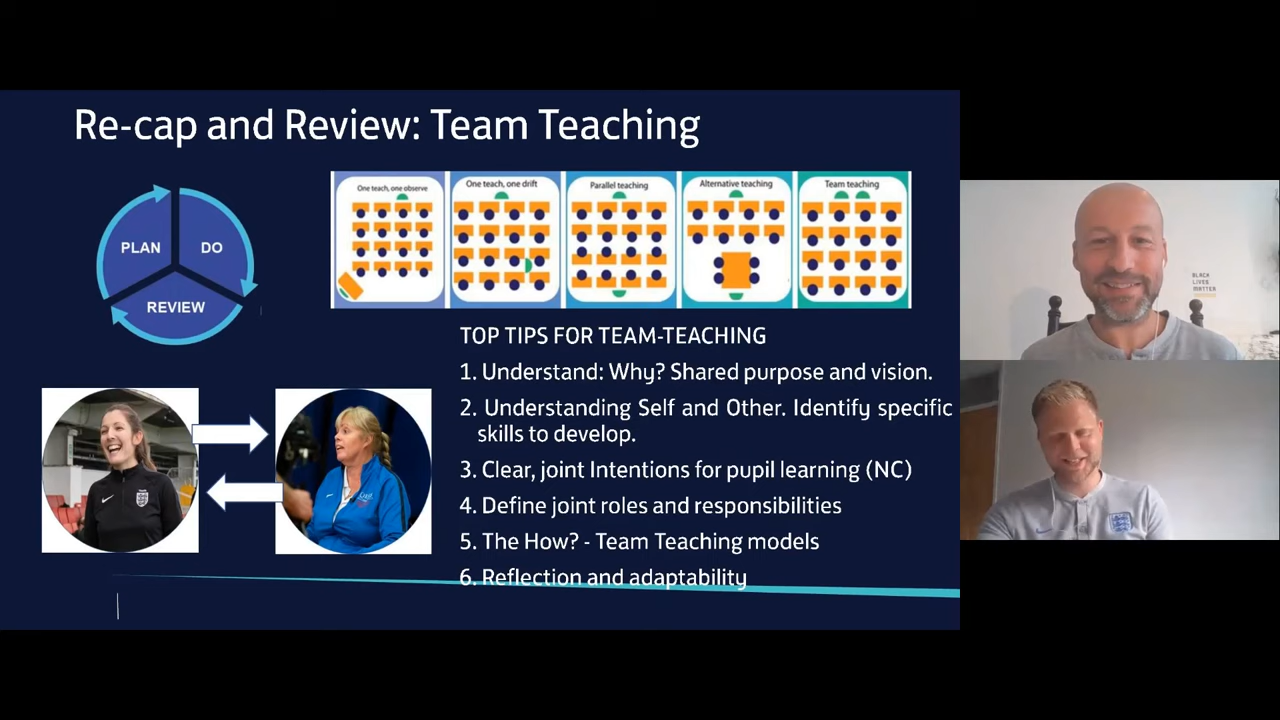 Re-cap and Review: Team Teaching
PLAN
DO
REVIEW
One teach, one observe
One teach, one drift
Parallel teaching
Alternative teaching
Team teaching
TOP TIPS FOR TEAM-TEACHING
1. Understand: Why? Shared purpose and vision.
2. Understanding Self and Other. Identify specific
skills to develop.
3. Clear, joint Intentions for pupil learning (NC)
4. Define joint roles and responsibilities
5. The How? - Team Teaching models
6. Reflection and adaptability
BLACK
LIVES
MATTER